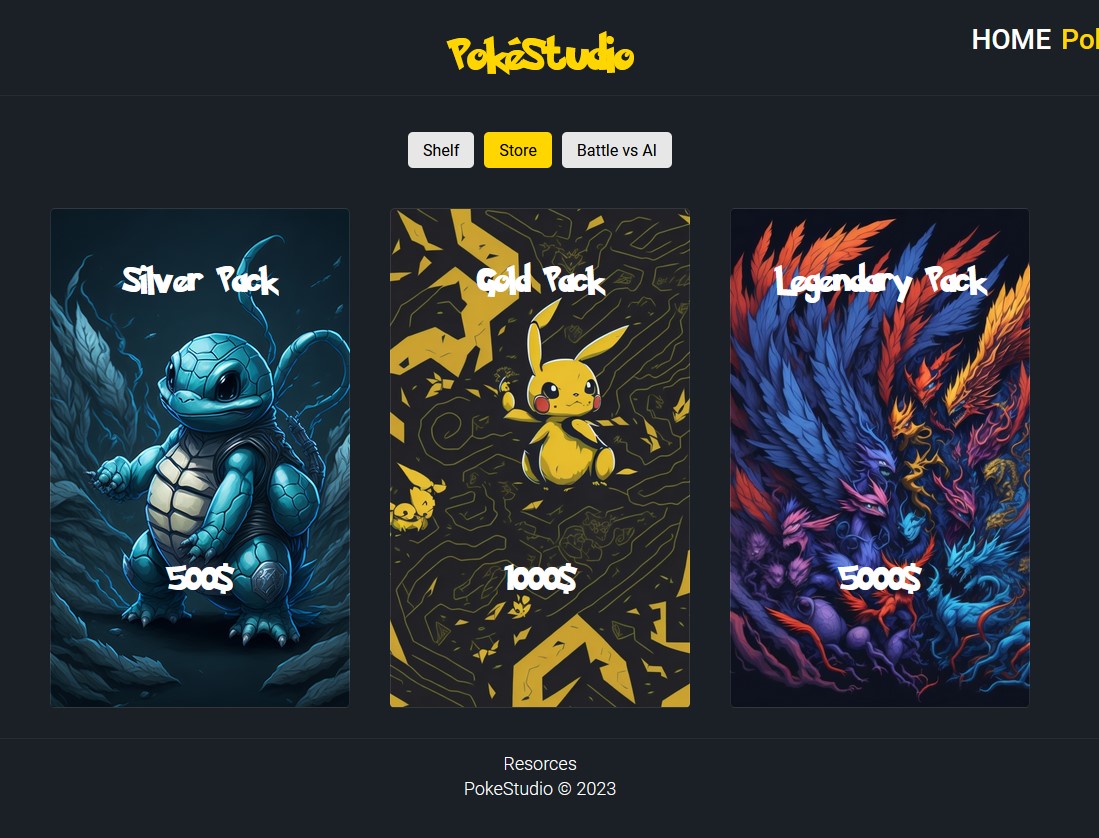 PokéStudio
HOME Pok
Shelf Store Battle vs AI
Silver Pack Gold Pack Legendary Pack
500$ 1000$ 5000$
Resorces
PokeStudio © 2023